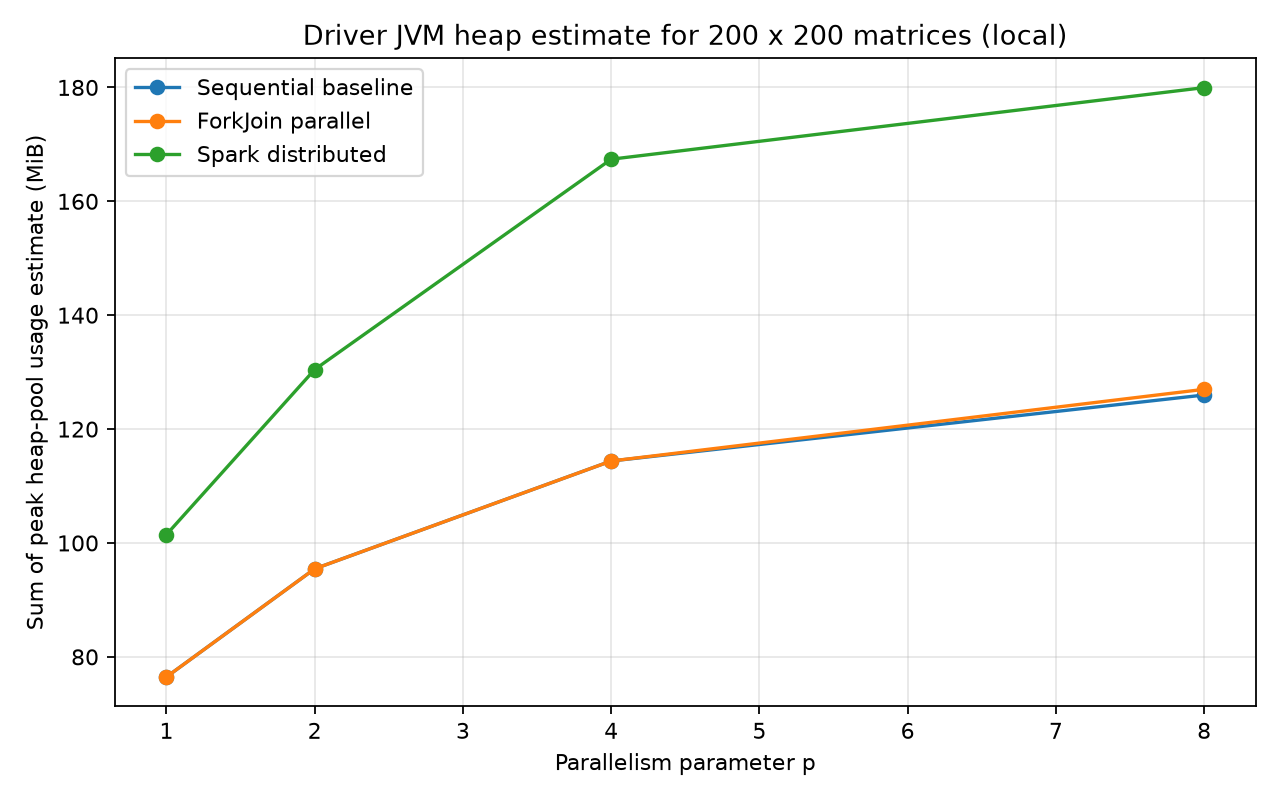 Driver JVM heap estimate for 200 x 200 matrices (local)
Sequential baseline
ForkJoin parallel
Spark distributed
Sum of peak heap-pool usage estimate (MiB)
180
160
140
120
100
80
1 2 3 4 5 6 7 8
Parallelism parameter p